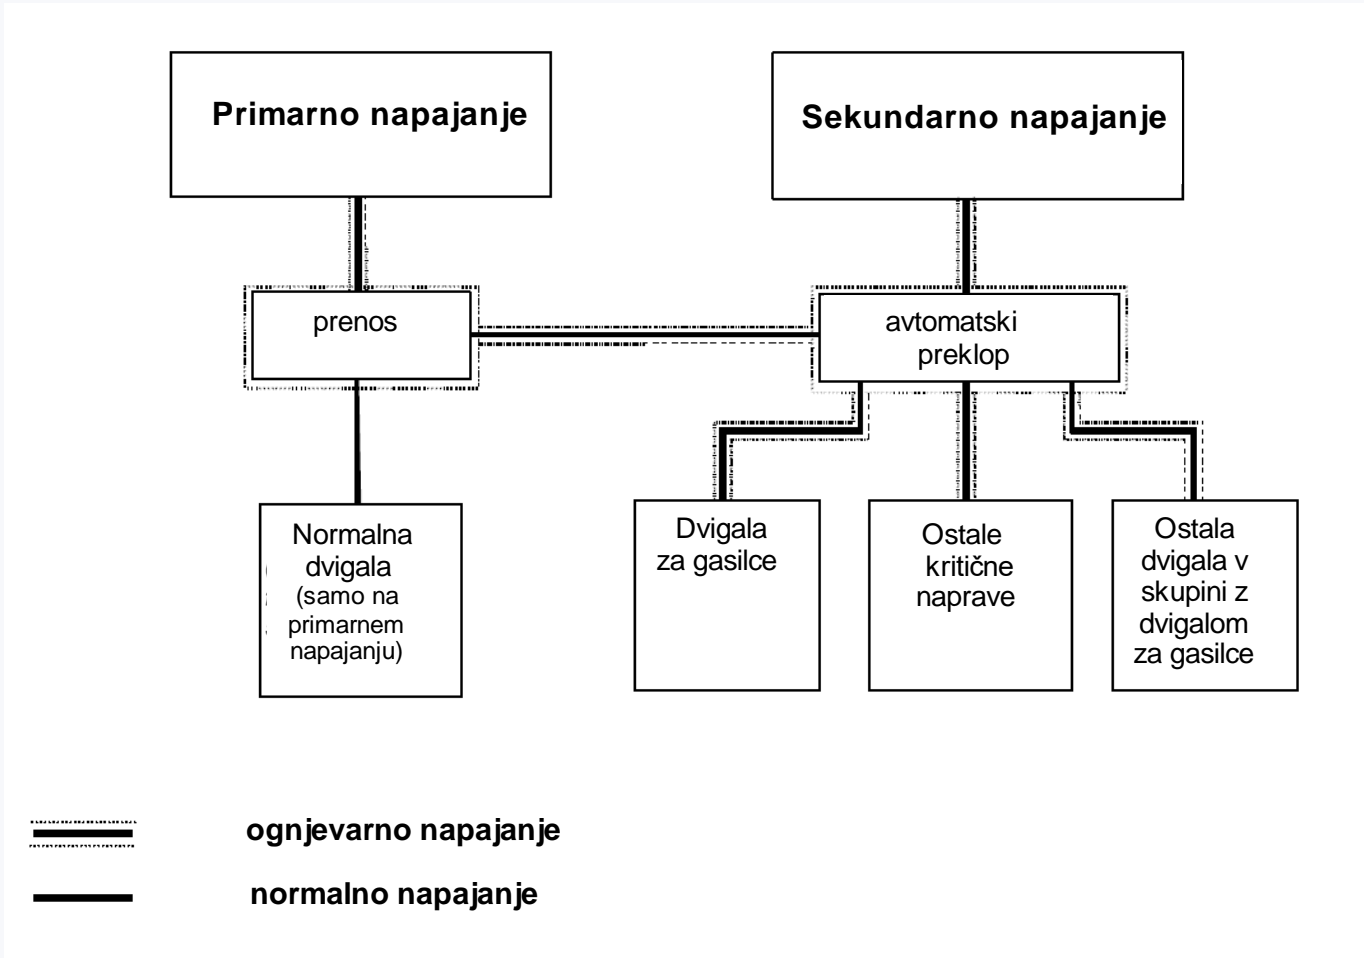 Primarno napajanje
Sekundarno napajanje
prenos
avtomatski
preklop
Normalna
dvigala
(samo na
primarnem
napajanju)
Dvigala
za gasilce
Ostale
kritične
naprave
Ostala
dvigala v
skupini z
dvigalom
za gasilce
ognjevarno napajanje
normalno napajanje